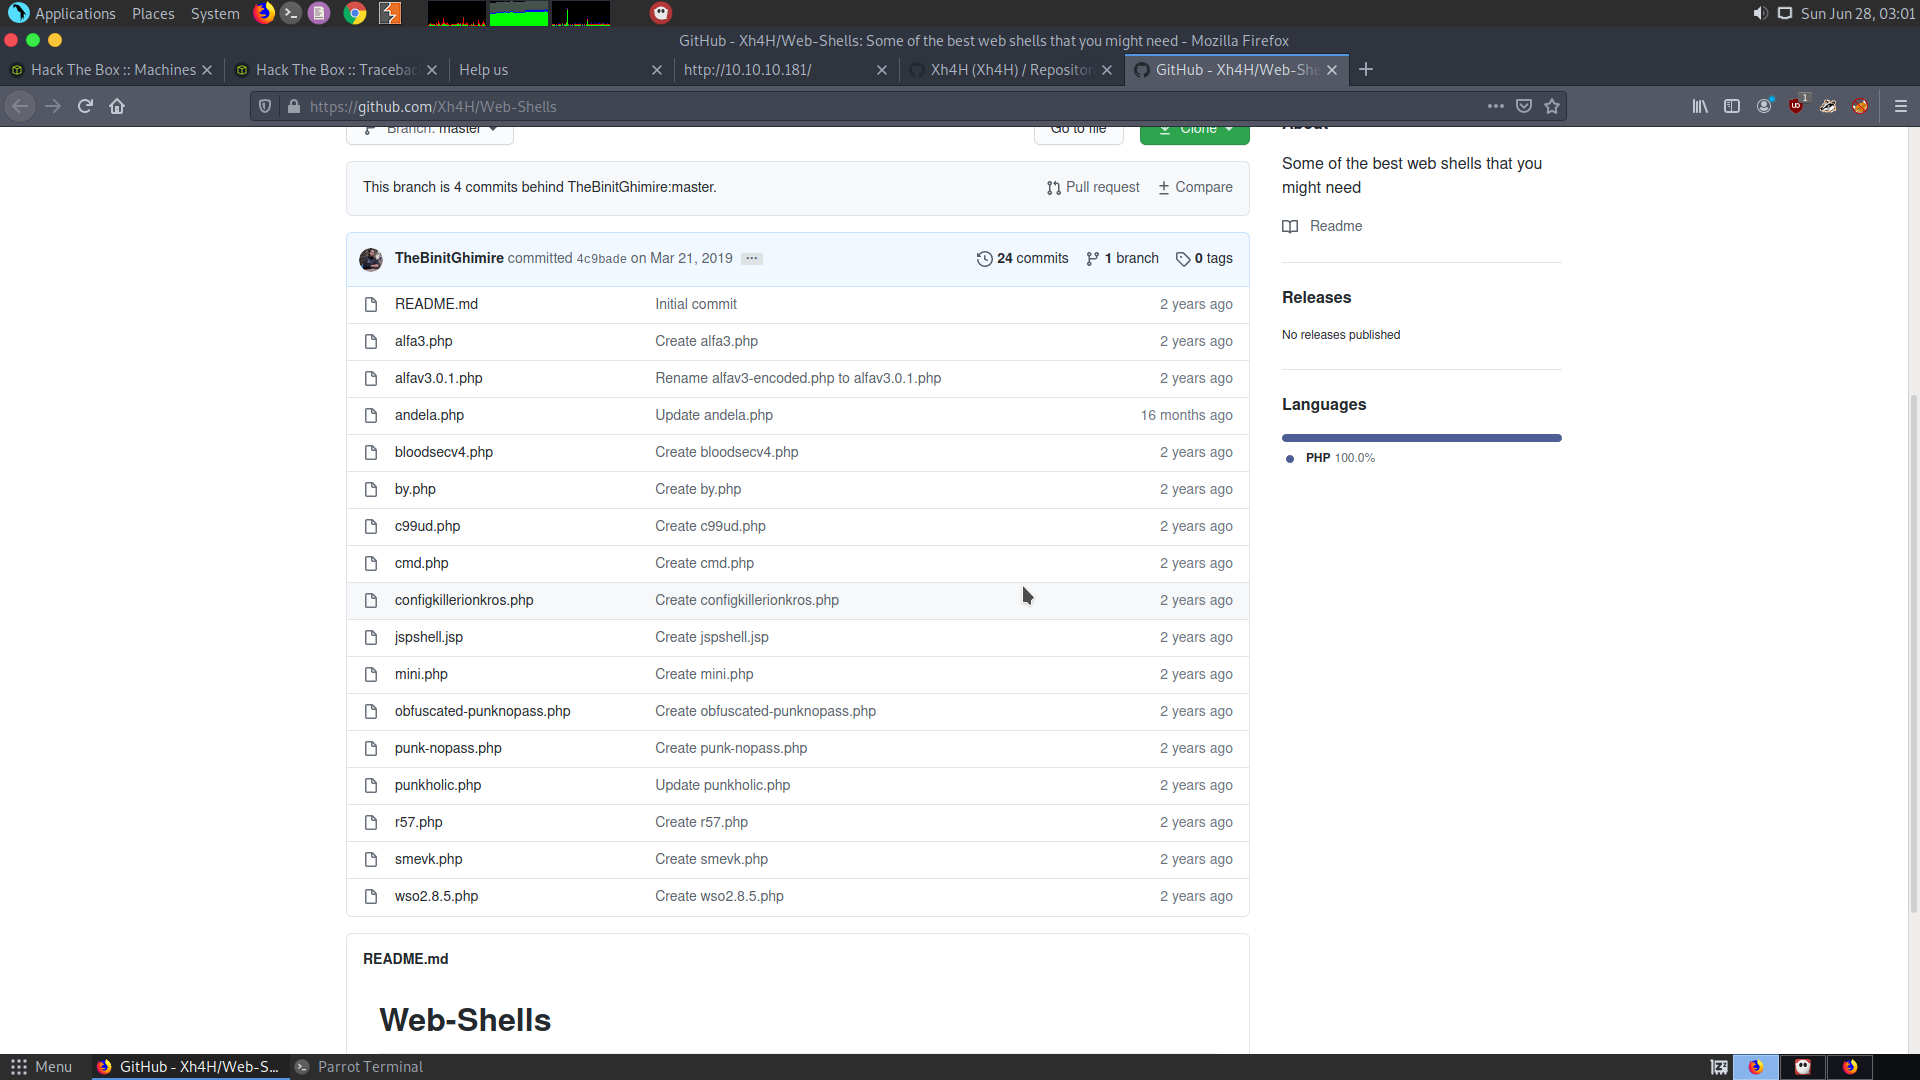 Applications Places System Sun Jun 28, 03:01
GitHub - Xh4H/Web-Shells: Some of the best web shells that you might need - Mozilla Firefox
Hack The Box :: Machines Hack The Box :: Traceba Help us http://10.10.10.181/ Xh4H (Xh4H) / Repositor GitHub - Xh4H/Web-She
https://github.com/Xh4H/Web-Shells 1
Branch: master Go to file Clone About
Some of the best web shells that you
might need
This branch is 4 commits behind TheBinitGhimire:master. Pull request Compare
Readme
TheBinitGhimire committed 4c9bade on Mar 21, 2019 ... 24 commits 1 branch 0 tags
README.md Initial commit 2 years ago
alfa3.php Create alfa3.php 2 years ago
alfav3.0.1.php Rename alfav3-encoded.php to alfav3.0.1.php 2 years ago
andela.php Update andela.php 16 months ago
bloodsecv4.php Create bloodsecv4.php 2 years ago
by.php Create by.php 2 years ago
c99ud.php Create c99ud.php 2 years ago
cmd.php Create cmd.php 2 years ago
configkillerionkros.php Create configkillerionkros.php 2 years ago
jspshell.jsp Create jspshell.jsp 2 years ago
mini.php Create mini.php 2 years ago
obfuscated-punknopass.php Create obfuscated-punknopass.php 2 years ago
punk-nopass.php Create punk-nopass.php 2 years ago
punkholic.php Update punkholic.php 2 years ago
r57.php Create r57.php 2 years ago
smevk.php Create smevk.php 2 years ago
wso2.8.5.php Create wso2.8.5.php 2 years ago
Releases
No releases published
Languages
PHP 100.0%
README.md
Web-Shells
Menu GitHub - Xh4H/Web-S... Parrot Terminal